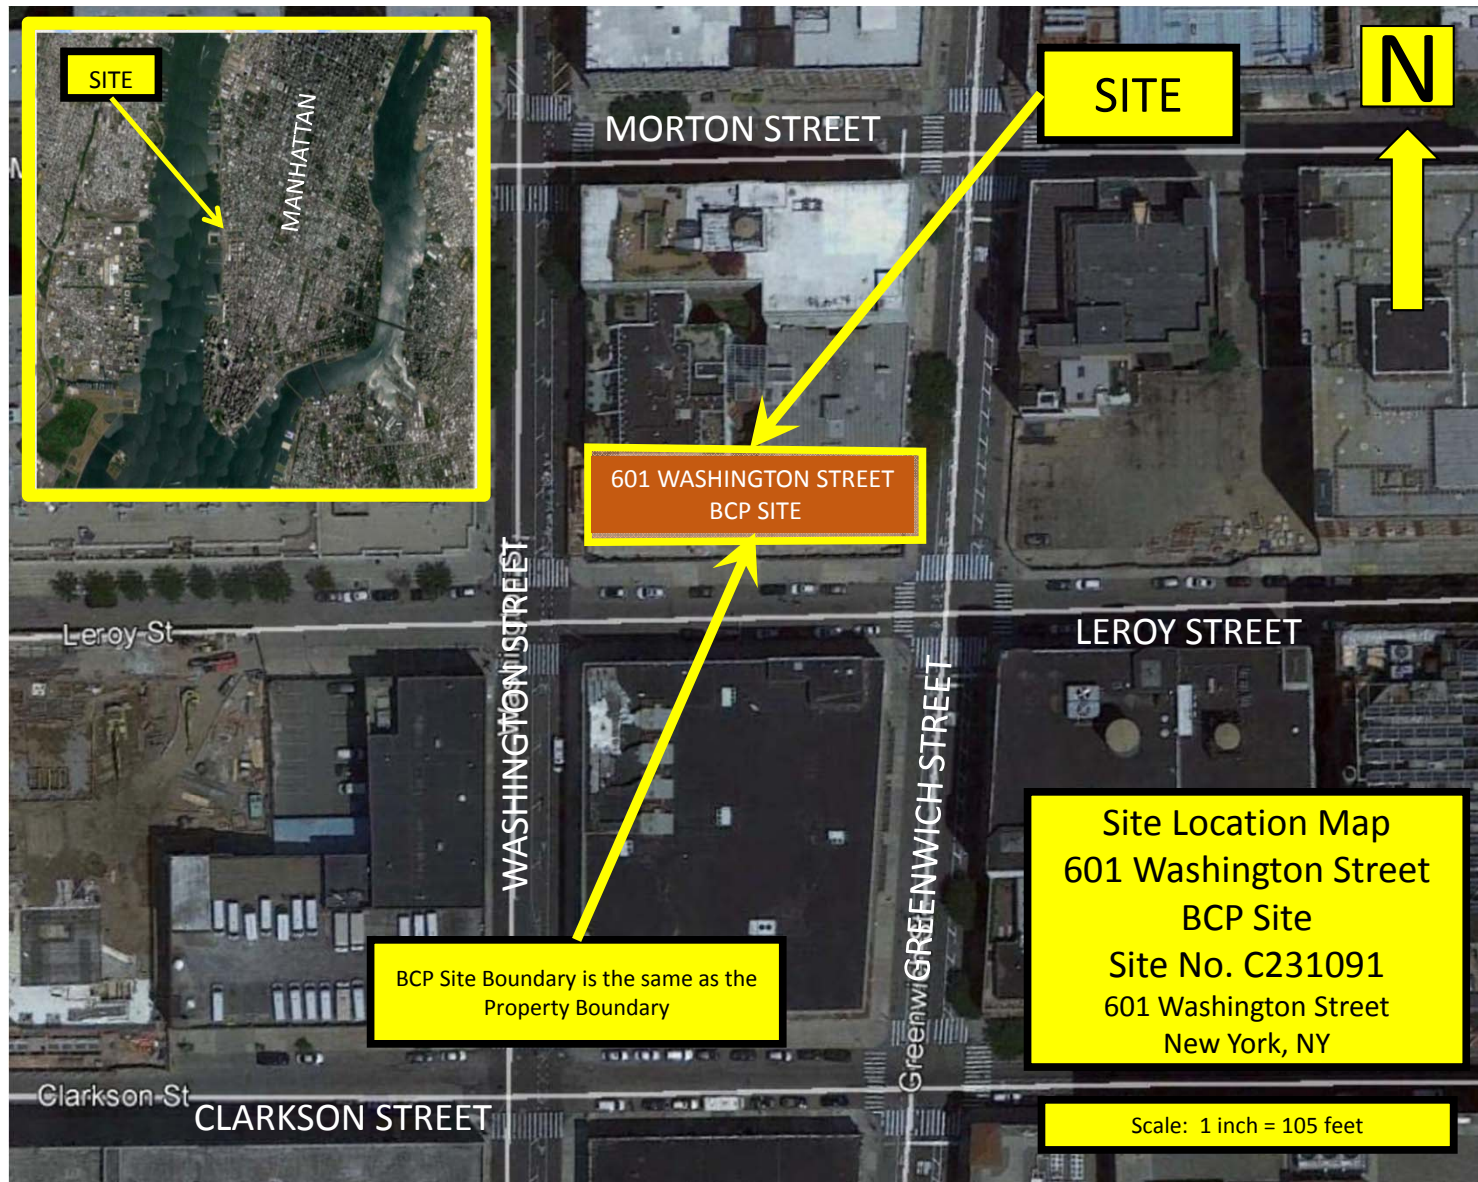 SITE
MANHATTAN
MORTON STREET
SITE
N
601 WASHINGTON STREET
BCP SITE
Leroy St
LEROY STREET
WASHINGTON STREET
GREENWICH STREET
BCP Site Boundary is the same as the
Property Boundary
Site Location Map
601 Washington Street
BCP Site
Site No. C231091
601 Washington Street
New York, NY
Clarkson St
CLARKSON STREET
Scale: 1 inch = 105 feet